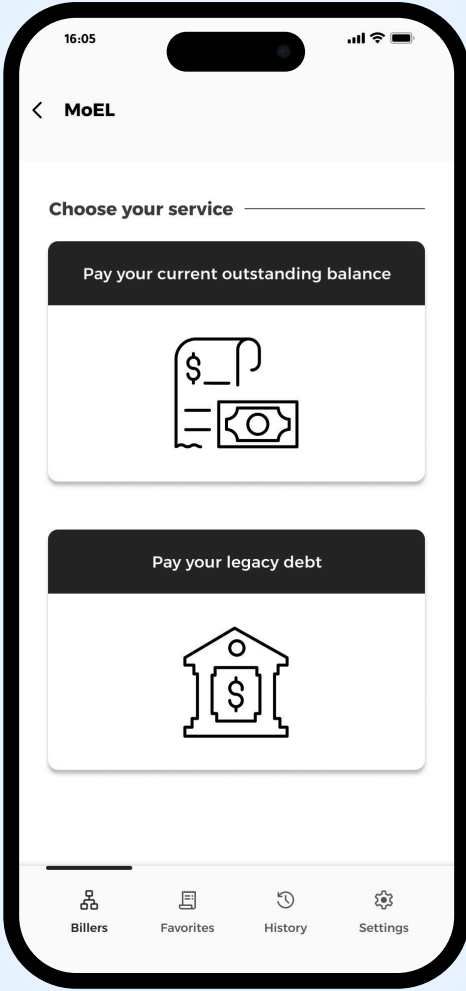 16:05
MoEL
Choose your service
Pay your current outstanding balance
$
Pay your legacy debt
$
Billers
Favorites
History
Settings